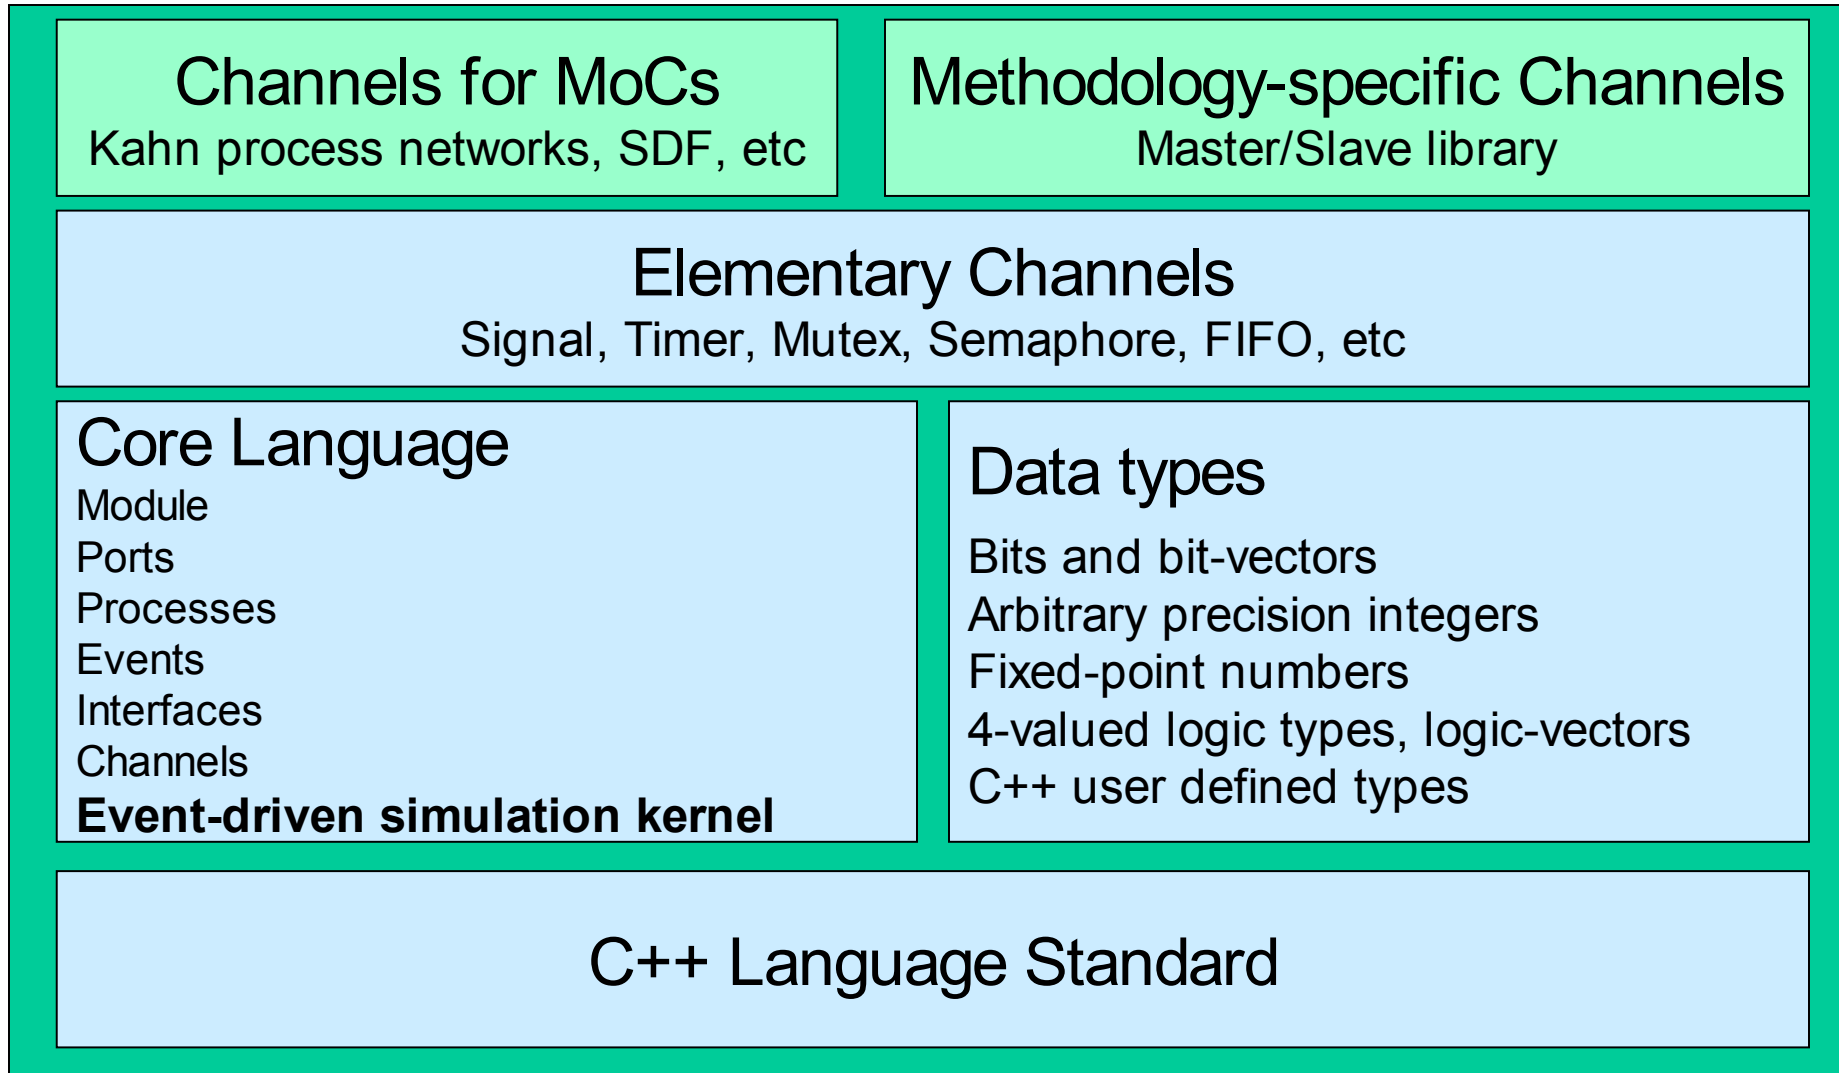 Channels for MoCs
Kahn process networks, SDF, etc
Methodology-specific Channels
Master/Slave library
Elementary Channels
Signal, Timer, Mutex, Semaphore, FIFO, etc
Core Language
Module
Ports
Processes
Events
Interfaces
Channels
Event-driven simulation kernel
Data types
Bits and bit-vectors
Arbitrary precision integers
Fixed-point numbers
4-valued logic types, logic-vectors
C++ user defined types
C++ Language Standard